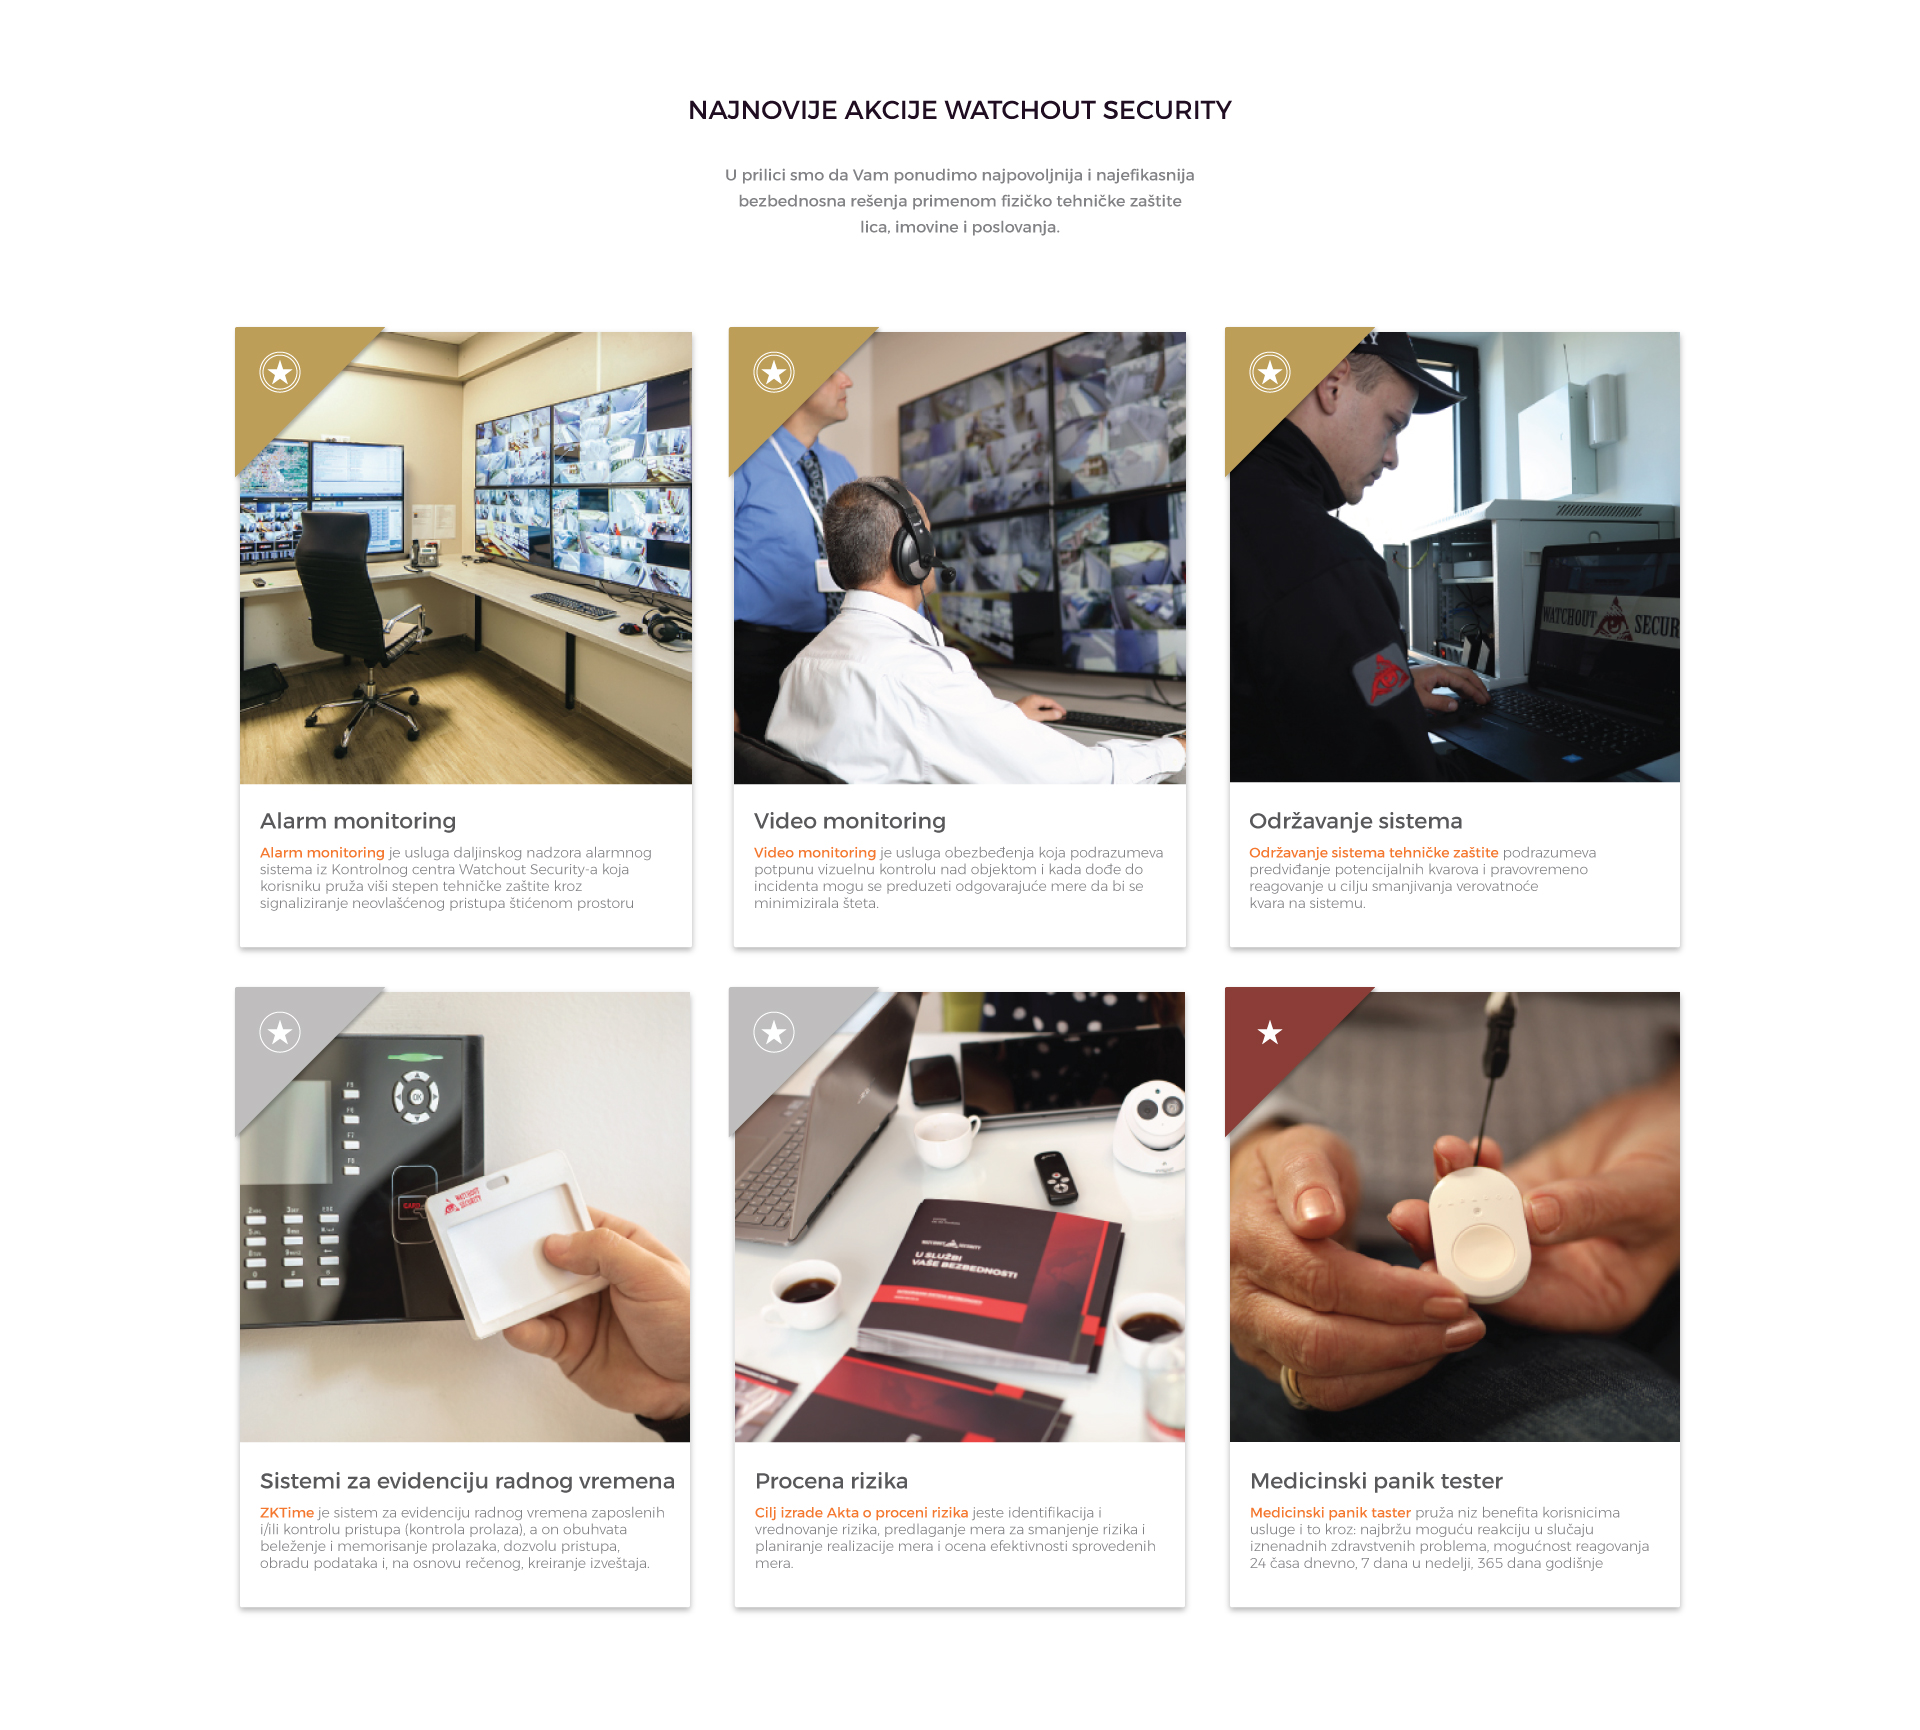 NAJNOVIJE AKCIJE WATCHOUT SECURITY
U prilici smo da Vam ponudimo najpovoljnija i najefikasnija
bezbednosna rešenja primenom fizičko tehničke zaštite
lica, imovine i poslovanja.
WATCHOUT SECUR
Alarm monitoring
Alarm monitoring je usluga daljinskog nadzora alarmnog
sistema iz Kontrolnog centra Watchout Security-a koja
korisniku pruža viši stepen tehničke zaštite kroz
signaliziranje neovlašćenog pristupa štićenom prostoru
Video monitoring
Video monitoring je usluga obezbeđenja koja podrazumeva
potpunu vizuelnu kontrolu nad objektom i kada dođe do
incidenta mogu se preduzeti odgovarajuće mere da bi se
minimizirala šteta.
Održavanje sistema
Održavanje sistema tehničke zaštite podrazumeva
predviđanje potencijalnih kvarova i pravovremeno
reagovanje u cilju smanjivanja verovatnoće
kvara na sistemu.
OK
WATCHOUT
SECURITY
WATCHOUT SECURITY
U SLUŽBI
VAŠE BEZBEDNOSTI
Sistemi za evidenciju radnog vremena
ZKTime je sistem za evidenciju radnog vremena zaposlenih
i/ili kontrolu pristupa (kontrola prolaza), a on obuhvata
beleženje i memorisanje prolazaka, dozvolu pristupa,
obradu podataka i, na osnovu rečenog, kreiranje izveštaja.
Procena rizika
Cilj izrade Akta o proceni rizika jeste identifikacija i
vrednovanje rizika, predlaganje mera za smanjenje rizika i
planiranje realizacije mera i ocena efektivnosti sprovedenih
mera.
Medicinski panik tester
Medicinski panik taster pruža niz benefita korisnicima
usluge i to kroz: najbržu moguću reakciju u slučaju
iznenadnih zdravstvenih problema, mogućnost reagovanja
24 časa dnevno, 7 dana u nedelji, 365 dana godišnje